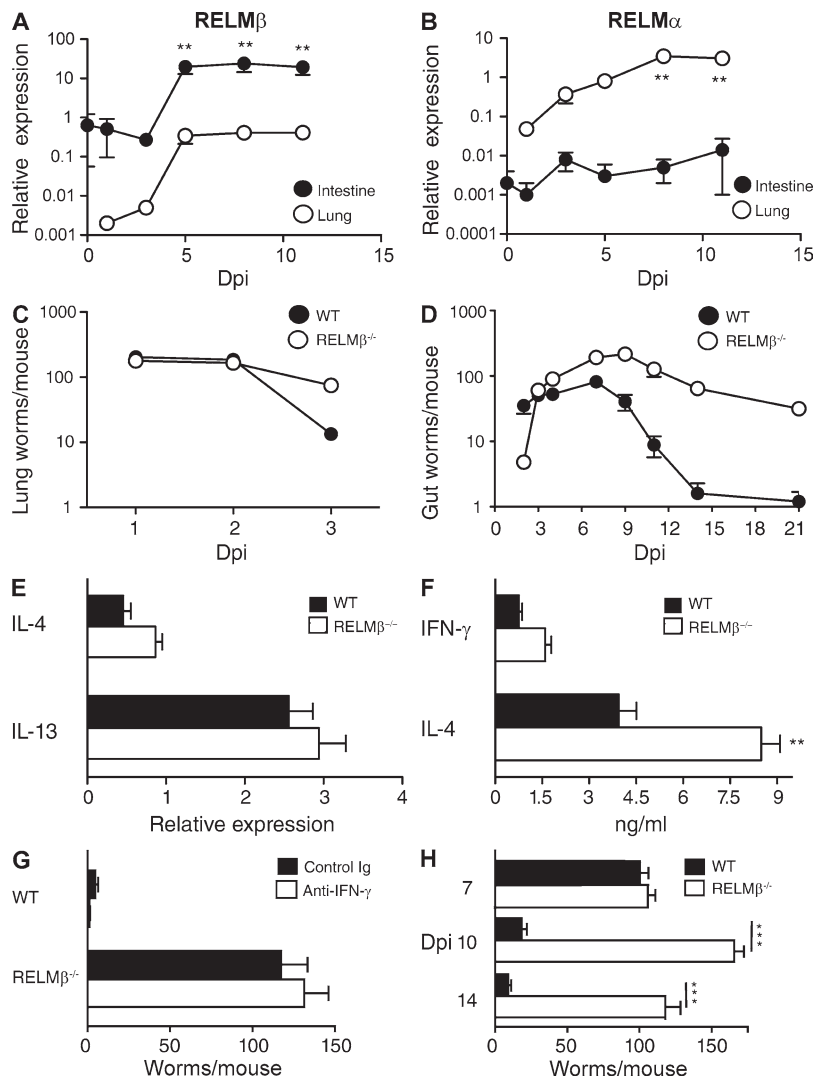 A RELMβ
100
10
1
0.1
0.01
0.001
Relative expression
** ** **
Intestine
Lung
0 5 10 15
Dpi
B RELMα
10
1
0.1
0.01
0.001
0.0001
Relative expression
** **
Intestine
Lung
0 5 10 15
Dpi
C
1000
100
10
1
Lung worms/mouse
WT
RELMβ-/-
1 2 3
Dpi
D
1000
100
10
1
Gut worms/mouse
WT
RELMβ-/-
0 3 6 9 12 15 18 21
Dpi
E
WT
RELMβ-/-
IL-4
IL-13
0 1 2 3 4
Relative expression
F
WT
RELMβ-/-
IFN-γ
IL-4
**
0 1.5 3 4.5 6 7.5 9
ng/ml
G
Control Ig
Anti-IFN-γ
WT
RELMβ-/-
0 50 100 150
Worms/mouse
H
WT
RELMβ-/-
7
Dpi 10
14
***
***
0 50 100 150
Worms/mouse